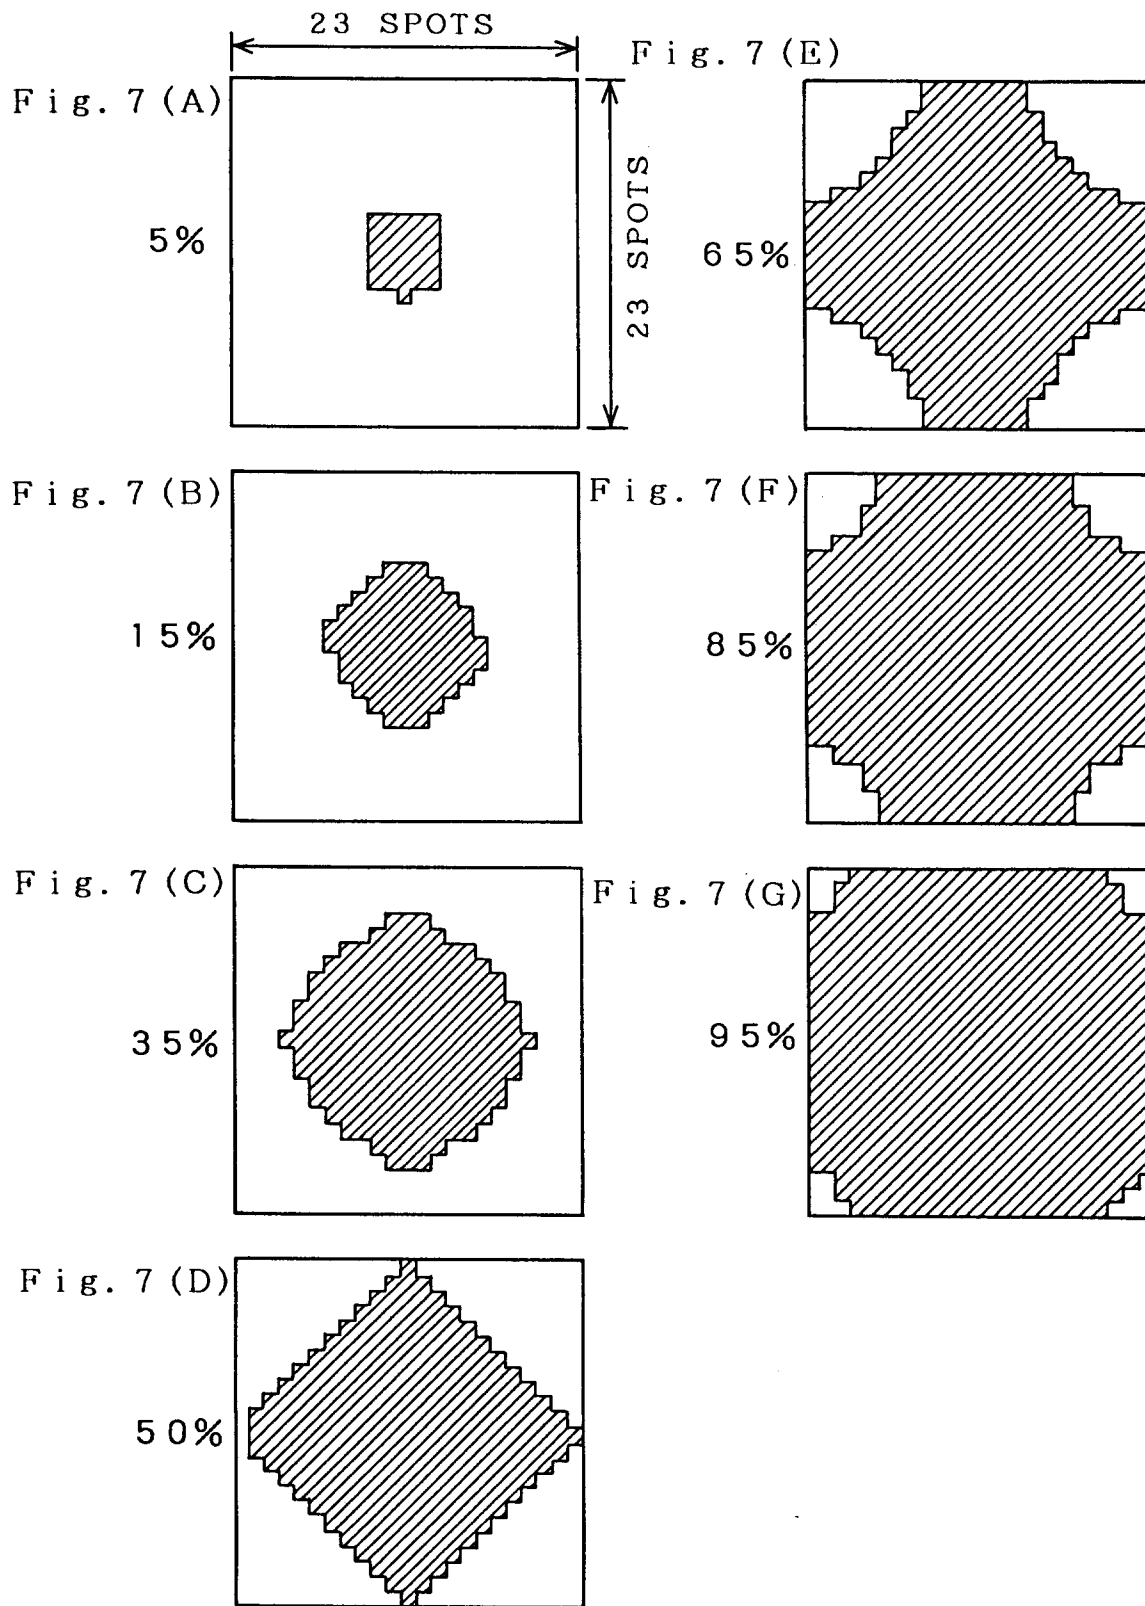 23 SPOTS
Fig. 7 (A)
5%
23 SPOTS
Fig. 7 (B)
15%
Fig. 7 (C)
35%
Fig. 7 (D)
50%
Fig. 7 (E)
65%
Fig. 7 (F)
85%
Fig. 7 (G)
95%